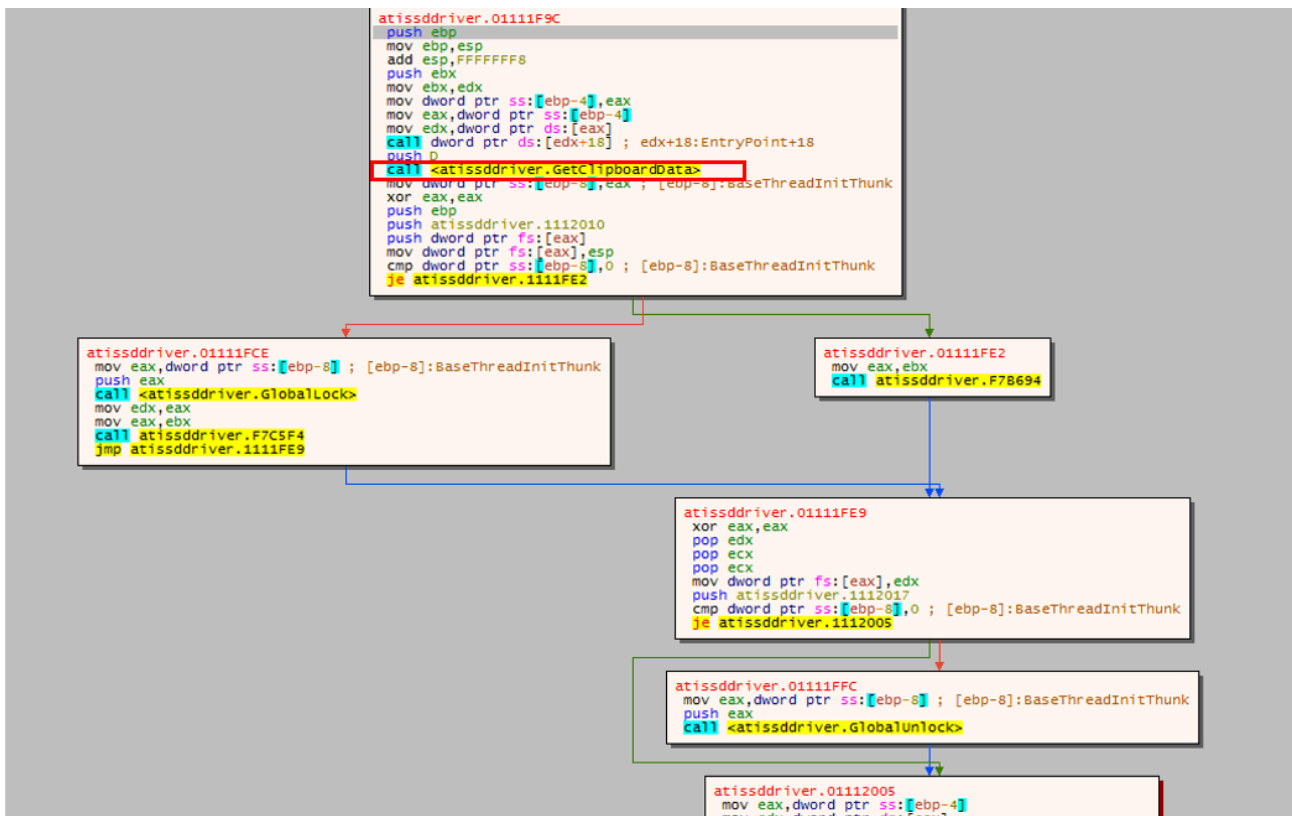 atissddriver.01111F9C
push ebp
mov ebp,esp
add esp,FFFFFFF8
push ebx
mov ebx,edx
mov dword ptr ss:[ebp-4],eax
mov eax,dword ptr ss:[ebp-4]
mov edx,dword ptr ds:[eax]
call dword ptr ds:[edx+18] ; edx+18:EntryPoint+18
push D
call <atissddriver.GetClipboardData>
mov dword ptr ss:[ebp-8],eax ; [ebp-8]:BaseThreadInitThunk
xor eax,eax
push ebp
push atissddriver.1112010
push dword ptr fs:[eax]
mov dword ptr fs:[eax],esp
cmp dword ptr ss:[ebp-8],0 ; [ebp-8]:BaseThreadInitThunk
je atissddriver.1111FE2
atissddriver.01111FCE
mov eax,dword ptr ss:[ebp-8] ; [ebp-8]:BaseThreadInitThunk
push eax
call <atissddriver.GlobalLock>
mov edx,eax
mov eax,ebx
call atissddriver.F7C5F4
jmp atissddriver.1111FE9
atissddriver.01111FE2
mov eax,ebx
call atissddriver.F7B694
atissddriver.01111FE9
xor eax,eax
pop edx
pop ecx
pop ecx
mov dword ptr fs:[eax],edx
push atissddriver.1112017
cmp dword ptr ss:[ebp-8],0 ; [ebp-8]:BaseThreadInitThunk
je atissddriver.1112005
atissddriver.01111FFC
mov eax,dword ptr ss:[ebp-8] ; [ebp-8]:BaseThreadInitThunk
push eax
call <atissddriver.GlobalUnlock>
atissddriver.01112005
mov eax,dword ptr ss:[ebp-4]